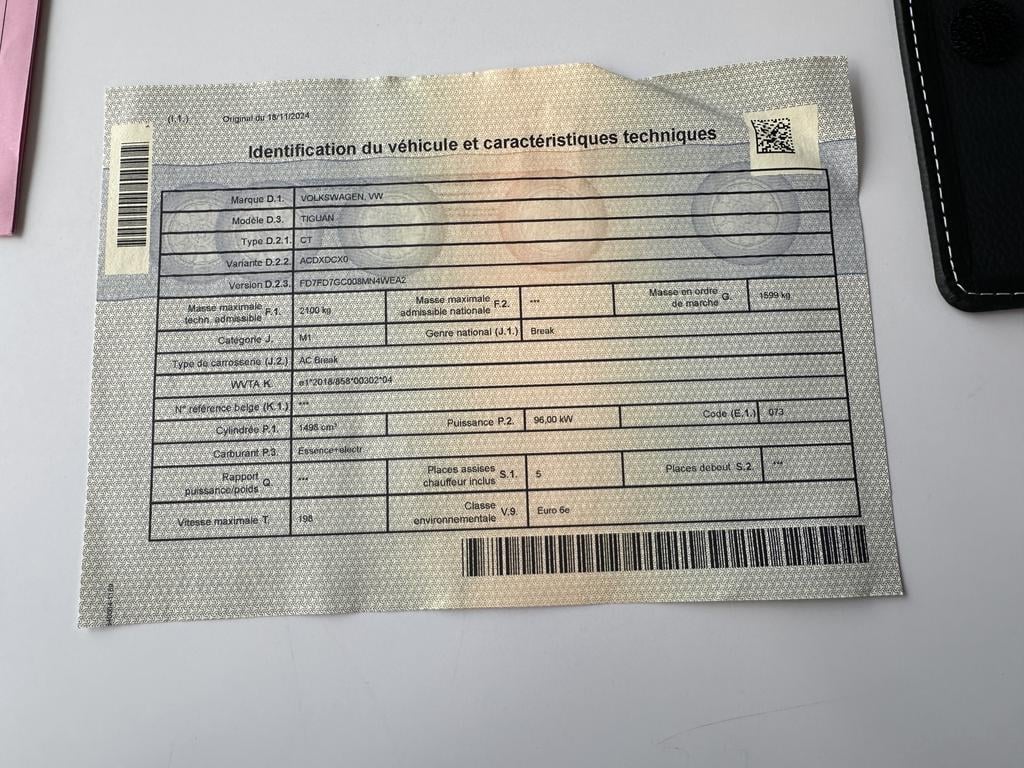 (I.1.) Original du 18/11/2024
Identification du véhicule et caractéristiques techniques
Marque D.1. VOLKSWAGEN, VW
Modèle D.3. TIGUAN
Type D.2.1. CT
Variante D.2.2. ACDXDCX0
Version D.2.3. FD7FD7GC008MN4WEA2
Masse maximale techn. admissible F.1. 2100 kg Masse maximale admissible nationale F.2. *** Masse en ordre de marche G. 1599 kg
Catégorie J. M1 Genre national (J.1.) Break
Type de carrosserie (J.2.) AC Break
WVTA K. e1*2018/858*00302*04
N° référence belge (K.1.) ***
Cylindrée P.1. 1498 cm³ Puissance P.2. 96,00 kW Code (E.1.) 073
Carburant P.3. Essence+electr.
Rapport puissance/poids Q. *** Places assises chauffeur inclus S.1. 5 Places debout S.2. ***
Vitesse maximale T. 198 Classe environnementale V.9. Euro 6e